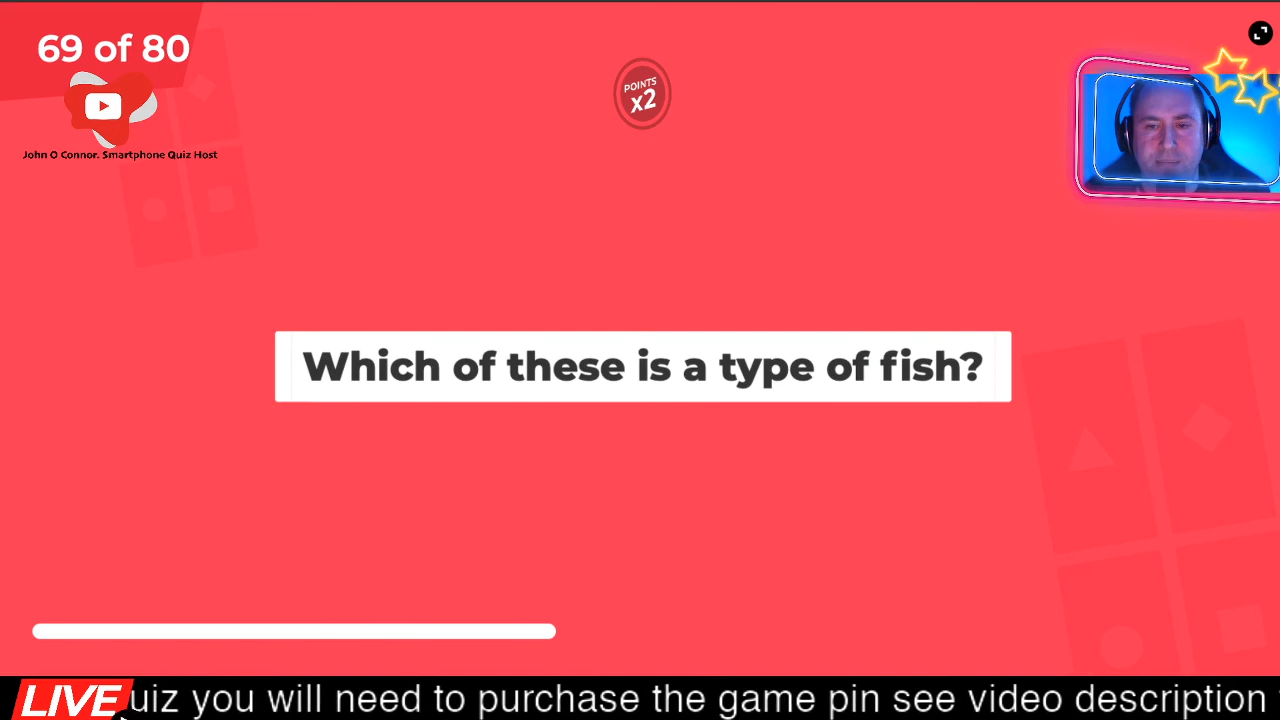 69 of 80
POINTS
x2
John O Connor. Smartphone Quiz Host
Which of these is a type of fish?
LIVE
uiz you will need to purchase the game pin see video description